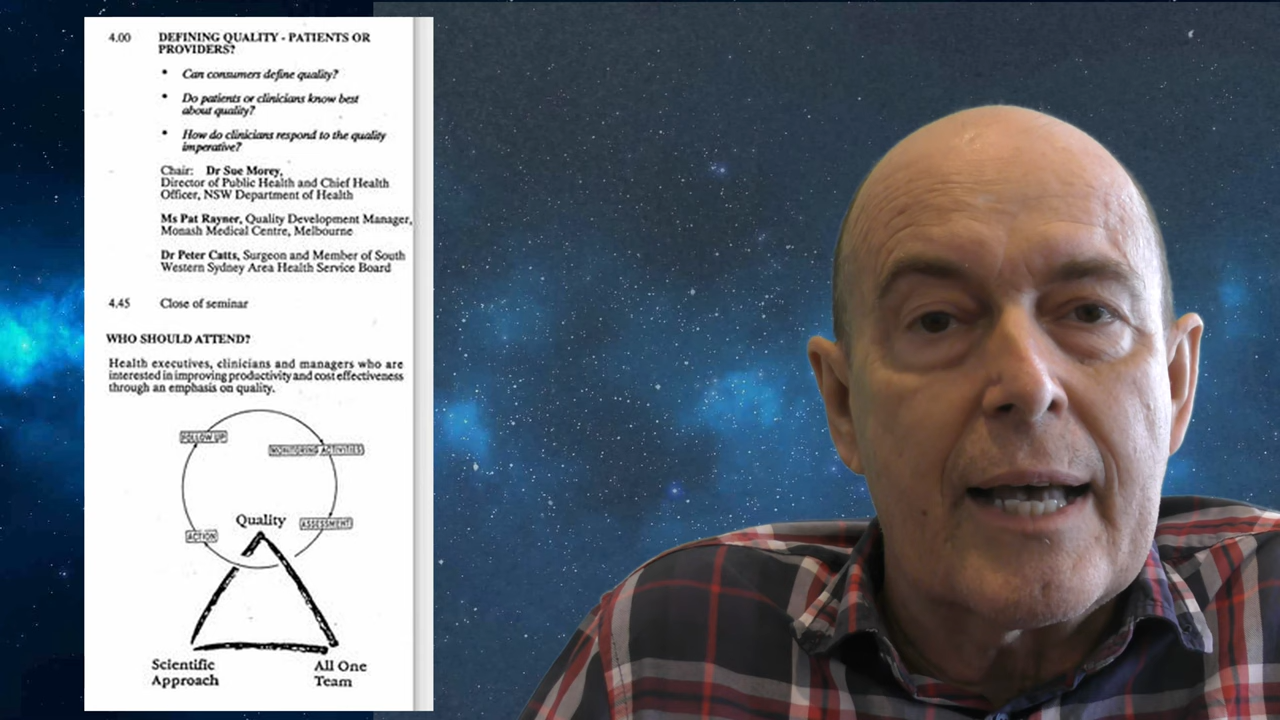 4.00 DEFINING QUALITY - PATIENTS OR
PROVIDERS?
* Can consumers define quality?
* Do patients or clinicians know best
about quality?
* How do clinicians respond to the quality
imperative?
Chair: Dr Sue Morey,
Director of Public Health and Chief Health
Officer, NSW Department of Health
Ms Pat Rayner, Quality Development Manager,
Monash Medical Centre, Melbourne
Dr Peter Catts, Surgeon and Member of South
Western Sydney Area Health Service Board
4.45 Close of seminar
WHO SHOULD ATTEND?
Health executives, clinicians and managers who are
interested in improving productivity and cost effectiveness
through an emphasis on quality.
FOLLOW UP
MONITORING ACTIVITIES
Quality
ASSESSMENT
ACTION
Scientific
Approach
All One
Team